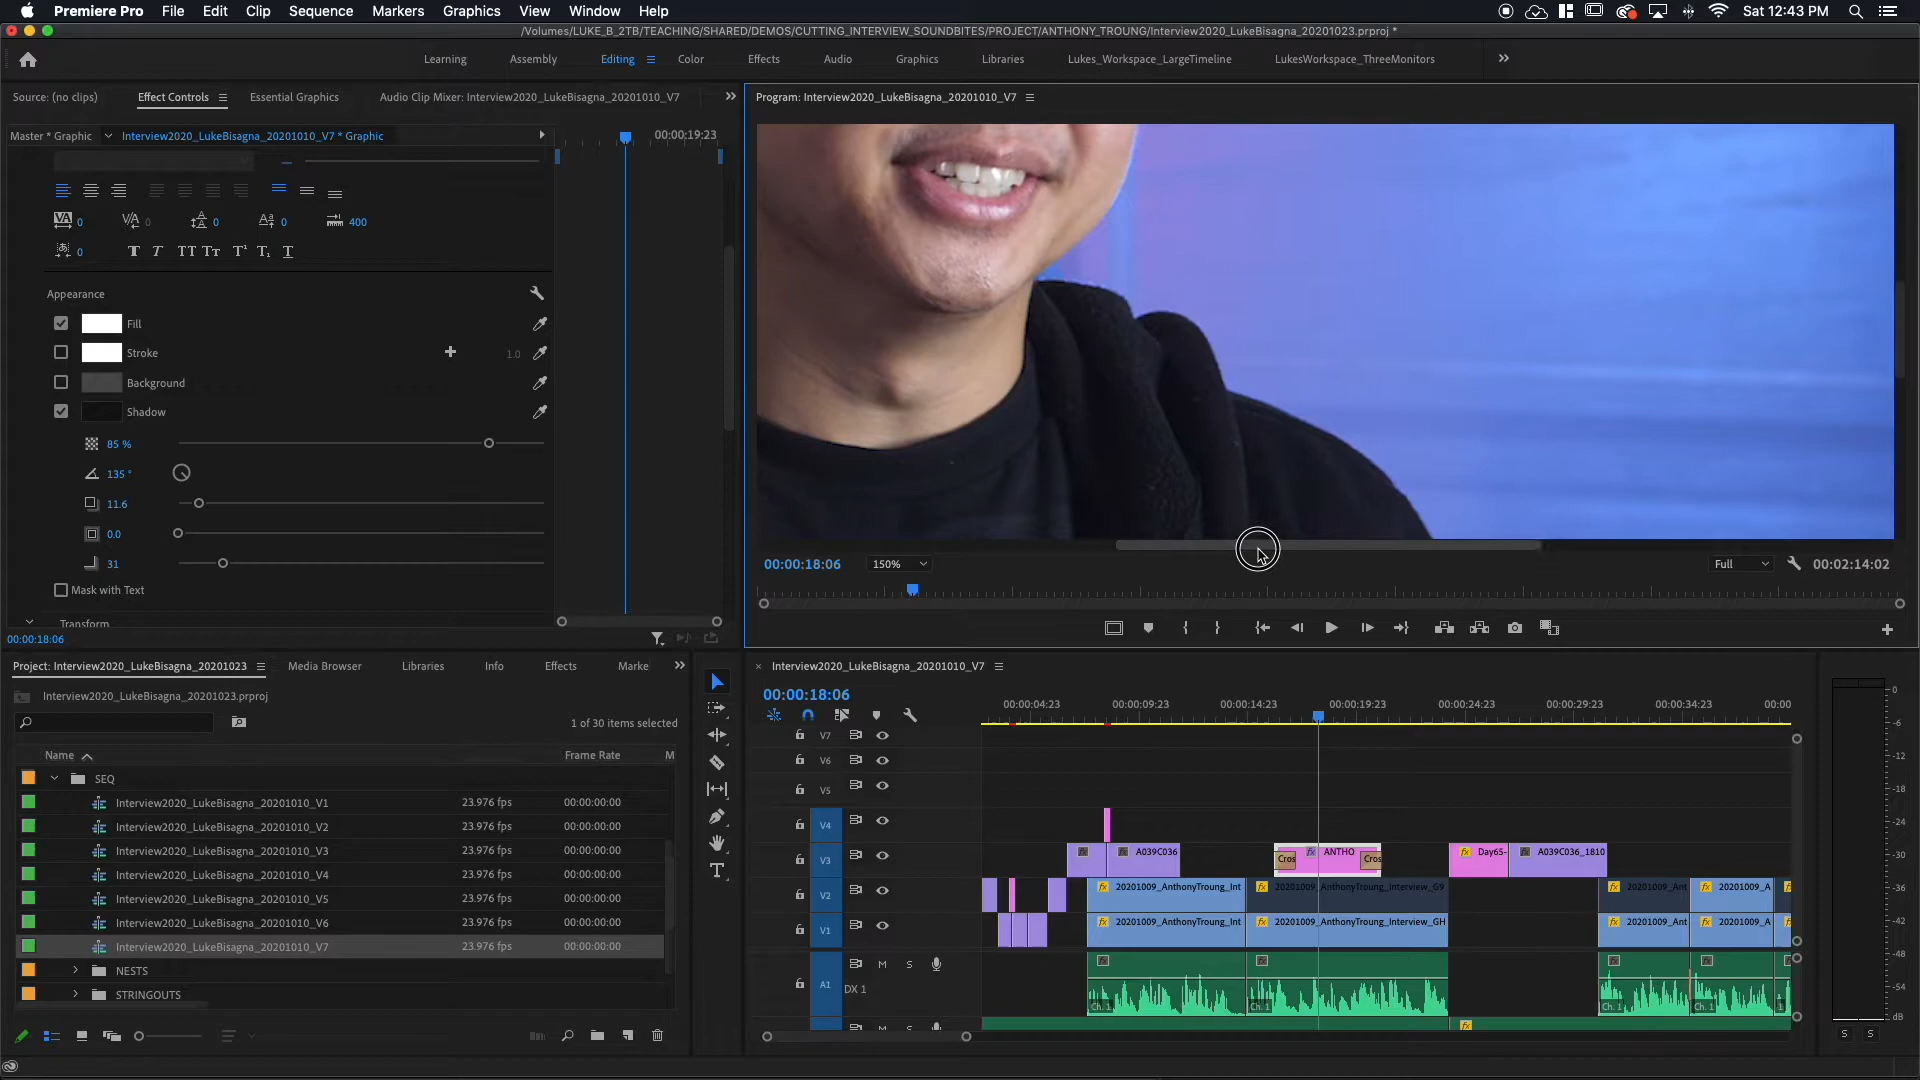 Premiere Pro File Edit Clip Sequence Markers Graphics View Window Help Sat 12:43 PM
/Volumes/LUKE_B_2TB/TEACHING/SHARED/DEMOS/CUTTING_INTERVIEW_SOUNDBITES/PROJECT/ANTHONY_TROUNG/Interview2020_LukeBisagna_20201023.prproj *
Learning Assembly Editing Color Effects Audio Graphics Libraries Lukes_Workspace_LargeTimeline LukesWorkspace_ThreeMonitors
Source: (no clips) Effect Controls Essential Graphics Audio Clip Mixer: Interview2020_LukeBisagna_20201010_V7
Program: Interview2020_LukeBisagna_20201010_V7
Master * Graphic Interview2020_LukeBisagna_20201010_V7 * Graphic 00:00:19:23
0 0 0 0 400
0
Appearance
Fill
Stroke 1.0
Background
Shadow
85 %
135 °
11.6
0.0
31
Mask with Text
Transform
00:00:18:06
00:00:18:06 150% Full 00:02:14:02
Project: Interview2020_LukeBisagna_20201023 Media Browser Libraries Info Effects Marke
Interview2020_LukeBisagna_20201023.prproj
1 of 30 items selected
Name Frame Rate M
SEQ
Interview2020_LukeBisagna_20201010_V1 23.976 fps 00:00:00:00
Interview2020_LukeBisagna_20201010_V2 23.976 fps 00:00:00:00
Interview2020_LukeBisagna_20201010_V3 23.976 fps 00:00:00:00
Interview2020_LukeBisagna_20201010_V4 23.976 fps 00:00:00:00
Interview2020_LukeBisagna_20201010_V5 23.976 fps 00:00:00:00
Interview2020_LukeBisagna_20201010_V6 23.976 fps 00:00:00:00
Interview2020_LukeBisagna_20201010_V7 23.976 fps 00:00:00:00
NESTS
STRINGOUTS
Interview2020_LukeBisagna_20201010_V7
00:00:18:06
00:00:04:23 00:00:09:23 00:00:14:23 00:00:19:23 00:00:24:23 00:00:29:23 00:00:34:23 00:00
V7
V6
V5
V4
V3 A039C036 Cros ANTHO Cros Day65- A039C036_1810
V2 20201009_AnthonyTroung_Int 20201009_AnthonyTroung_Interview_G9 20201009_Ant 20201009_A
V1 20201009_AnthonyTroung_Int 20201009_AnthonyTroung_Interview_GH 20201009_Ant 20201009_A
M S
A1 DX 1
Ch. 1 Ch. 1 Ch. 1 Ch. 1
M S
0
-6
-12
-18
-24
-30
-36
-42
-48
-54
dB
S S